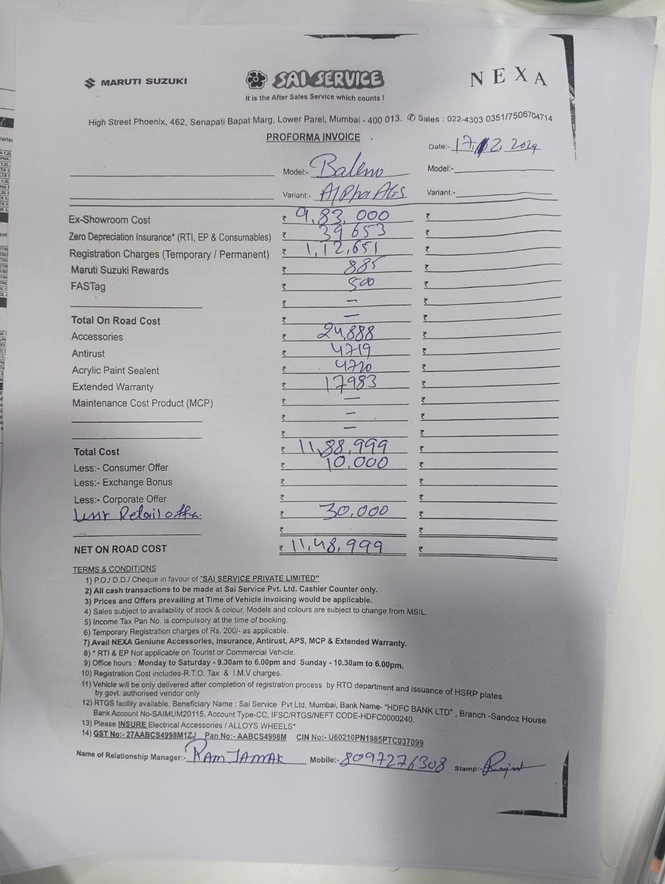 MARUTI SUZUKI SAI SERVICE NEXA
It is the After Sales Service which counts !
High Street Phoenix, 462, Senapati Bapat Marg, Lower Parel, Mumbai - 400 013. ✆ Sales : 022-4303 0351/7506704714
PROFORMA INVOICE
Date:- 17.12.2024
Model:- Baleno Model:-
Variant:- Alpha AGS Variant:-
Ex-Showroom Cost ₹ 9,83,000 ₹
Zero Depreciation Insurance* (RTI, EP & Consumables) ₹ 39653 ₹
Registration Charges (Temporary / Permanent) ₹ 1,12,651 ₹
Maruti Suzuki Rewards ₹ 885 ₹
FASTag ₹ 500 ₹
₹ — ₹
Total On Road Cost ₹ — ₹
Accessories ₹ 24,888 ₹
Antirust ₹ 4719 ₹
Acrylic Paint Sealent ₹ 4720 ₹
Extended Warranty ₹ 17983 ₹
Maintenance Cost Product (MCP) ₹ — ₹
₹ — ₹
₹ — ₹
Total Cost ₹ 11,88,999 ₹
Less:- Consumer Offer ₹ 10,000 ₹
Less:- Exchange Bonus ₹ ₹
Less:- Corporate Offer ₹ ₹
Less Retail offer ₹ 30,000 ₹
₹ ₹
NET ON ROAD COST ₹ 11,48,999 ₹
TERMS & CONDITIONS
1) P.O./ D.D./ Cheque in favour of "SAI SERVICE PRIVATE LIMITED"
2) All cash transactions to be made at Sai Service Pvt. Ltd. Cashier Counter only.
3) Prices and Offers prevailing at Time of Vehicle invoicing would be applicable.
4) Sales subject to availability of stock & colour, Models and colours are subject to change from MSIL.
5) Income Tax Pan No. is compulsory at the time of booking.
6) Temporary Registration charges of Rs. 200/- as applicable.
7) Avail NEXA Geniune Accessories, Insurance, Antirust, APS, MCP & Extended Warranty.
8) * RTI & EP Not applicable on Tourist or Commercial Vehicle.
9) Office hours : Monday to Saturday - 9.30am to 6.00pm and Sunday - 10.30am to 6.00pm.
10) Registration Cost includes-R.T.O. Tax & I.M.V charges.
11) Vehicle will be only delivered after completion of registration process by RTO department and issuance of HSRP plates
by govt. authorised vendor only
12) RTGS facility available, Beneficiary Name : Sai Service Pvt Ltd, Mumbai, Bank Name- "HDFC BANK LTD" , Branch -Sandoz House
Bank Account No-SAIMUM20115, Account Type-CC, IFSC/RTGS/NEFT CODE-HDFC0000240.
13) Please INSURE Electrical Accessories / ALLOYS WHEELS*
14) GST No:- 27AABCS4998M1ZJ Pan No:- AABCS4998M CIN No:- U60210PN1985PTC037099
Name of Relationship Manager:- RAM JAMAK Mobile:- 8097276308 Stamp:-